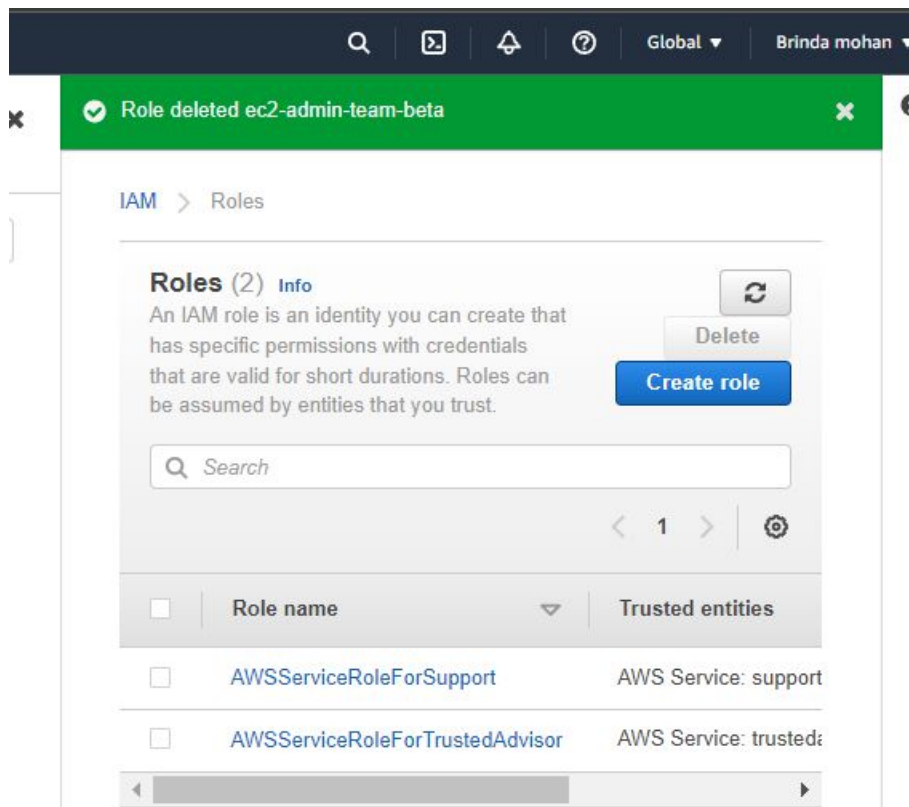 Global Brinda mohan
Role deleted ec2-admin-team-beta
IAM Roles
Roles (2) Info
An IAM role is an identity you can create that
has specific permissions with credentials
that are valid for short durations. Roles can
be assumed by entities that you trust.
Delete
Create role
Search
1
Role name Trusted entities
AWSServiceRoleForSupport AWS Service: support
AWSServiceRoleForTrustedAdvisor AWS Service: trusteda